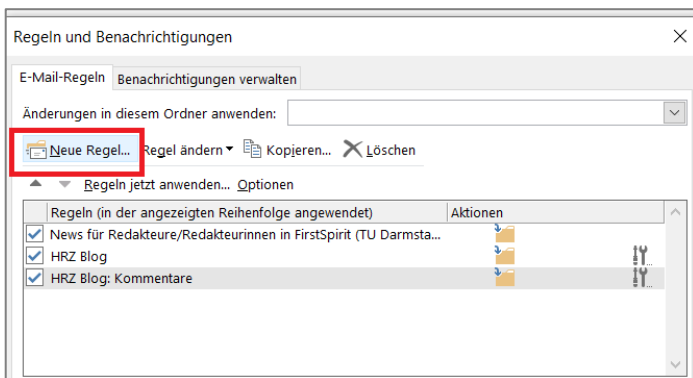 Regeln und Benachrichtigungen
E-Mail-Regeln Benachrichtigungen verwalten
Änderungen in diesem Ordner anwenden:
Neue Regel... Regel ändern Kopieren... Löschen
Regeln jetzt anwenden... Optionen
Regeln (in der angezeigten Reihenfolge angewendet) Aktionen
News für Redakteure/Redakteurinnen in FirstSpirit (TU Darmsta...
HRZ Blog
HRZ Blog: Kommentare